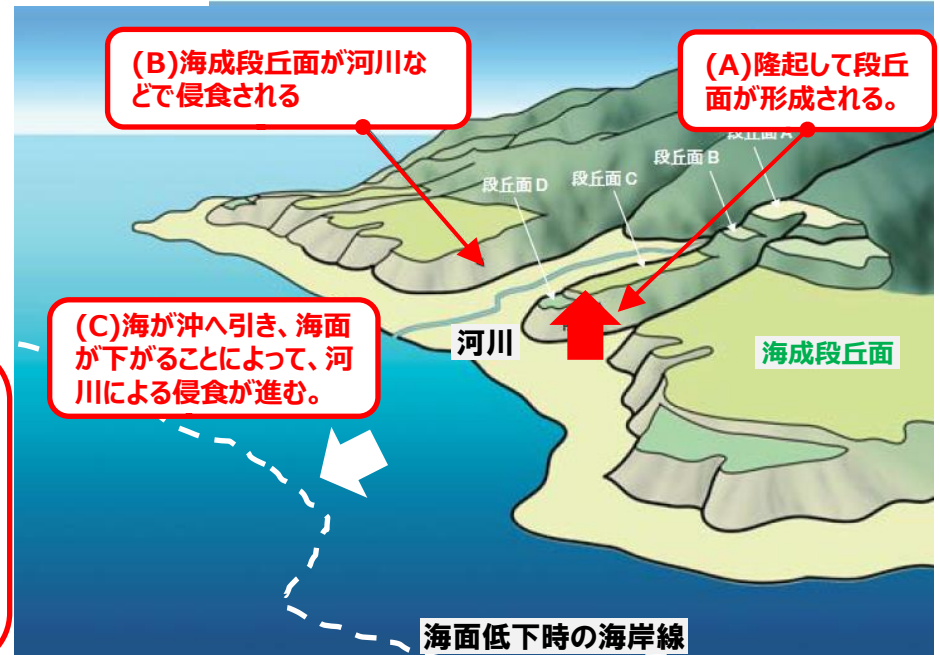 (B)海成段丘面が河川な
どで侵食される
(A)隆起して段丘
面が形成される。
段丘面A
段丘面B
段丘面C
段丘面D
(C)海が沖へ引き、海面
が下がることによって、河
川による侵食が進む。
河川
海成段丘面
海面低下時の海岸線